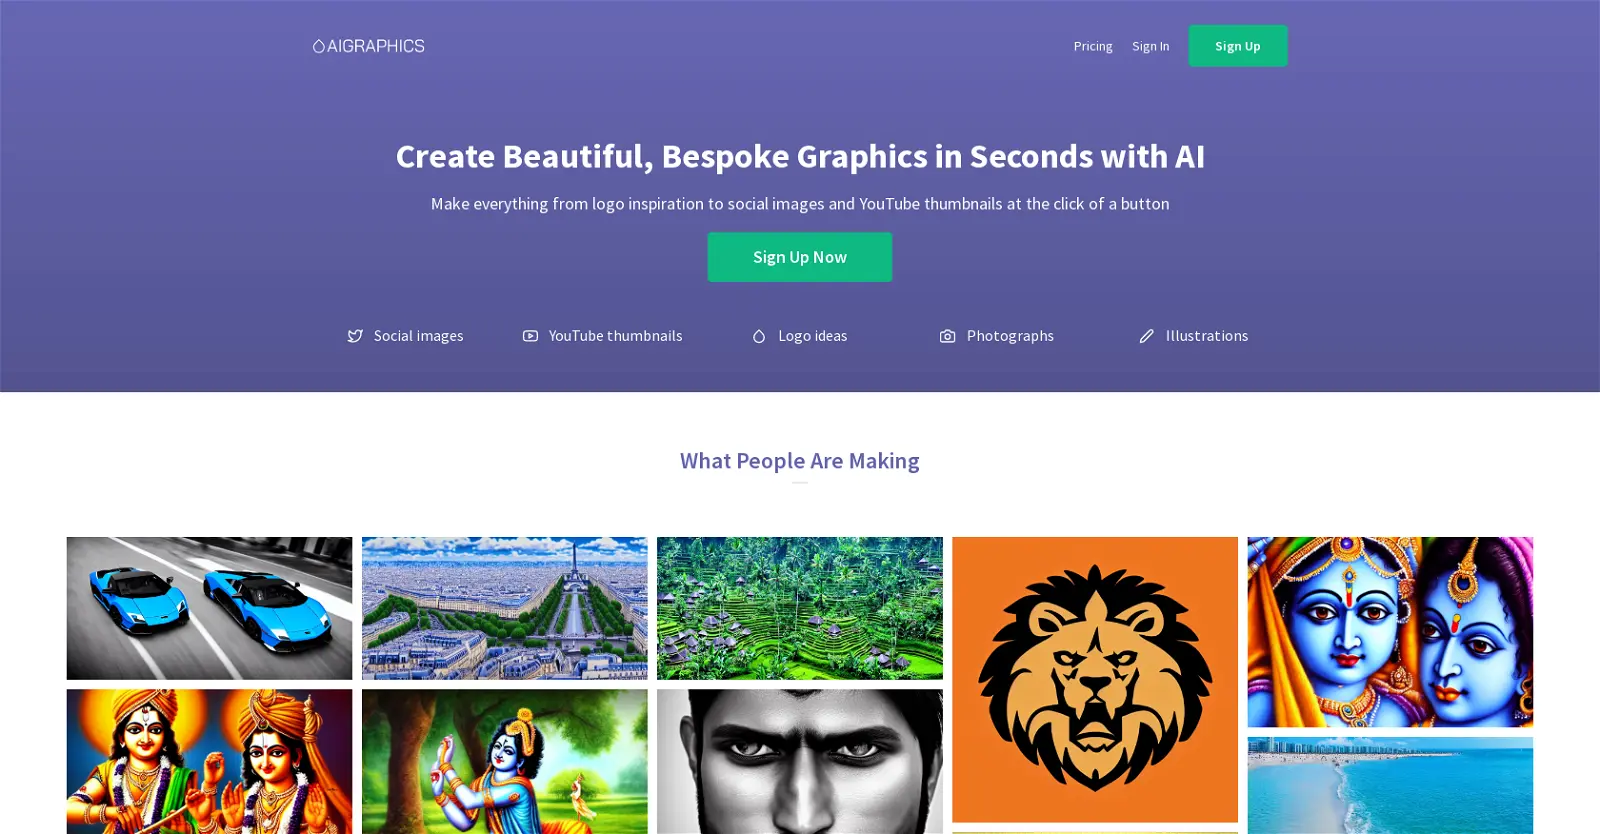 AIGRAPHICS
Pricing
Sign In
Sign Up
Create Beautiful, Bespoke Graphics in Seconds with AI
Make everything from logo inspiration to social images and YouTube thumbnails at the click of a button
Sign Up Now
Social images
YouTube thumbnails
Logo ideas
Photographs
Illustrations
What People Are Making